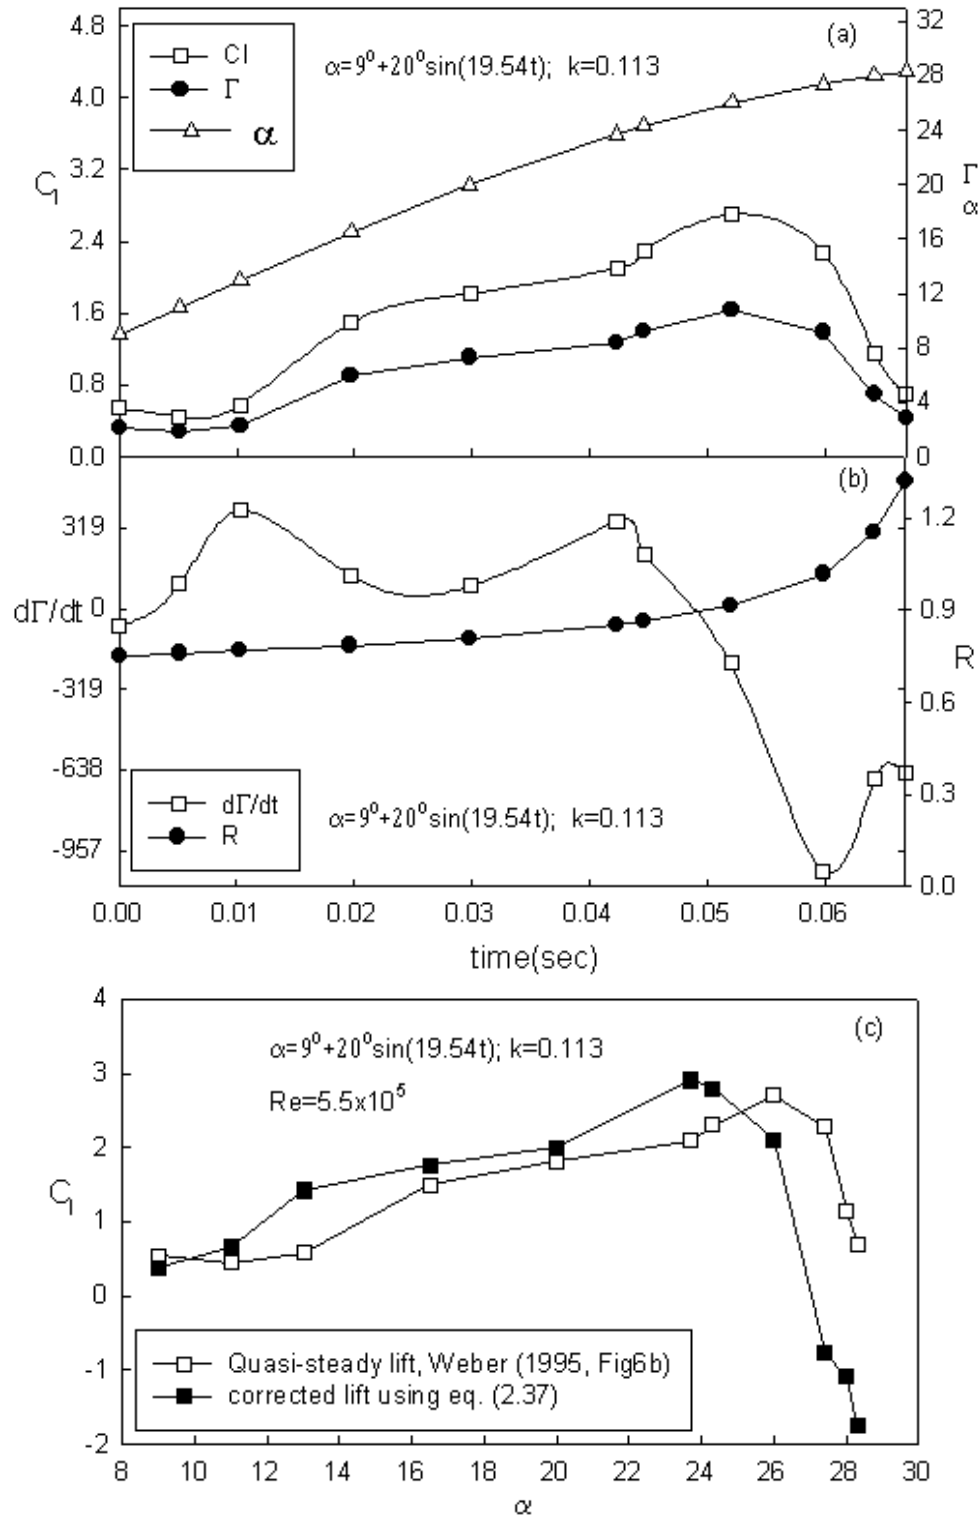 4.8
4.0
3.2
2.4
1.6
0.8
0.0
Cl
Cl
Γ
α
α=9⁰+20⁰sin(19.54t); k=0.113
(a)
32
28
24
20
16
12
8
4
0
Γ
α
(b)
319
0
-319
-638
-957
dΓ/dt
1.2
0.9
0.6
0.3
0.0
R
dΓ/dt
R
α=9⁰+20⁰sin(19.54t); k=0.113
0.00 0.01 0.02 0.03 0.04 0.05 0.06
time(sec)
4
3
2
1
0
-1
-2
Cl
(c)
α=9⁰+20⁰sin(19.54t); k=0.113
Re=5.5x10⁵
Quasi-steady lift, Weber (1995, Fig6b)
corrected lift using eq. (2.37)
8 10 12 14 16 18 20 22 24 26 28 30
α